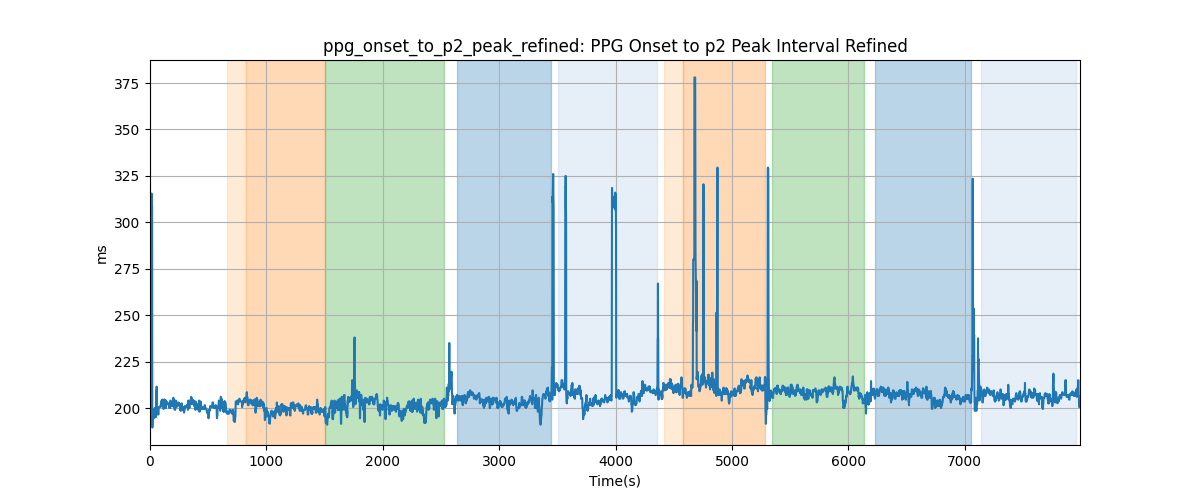 ppg_onset_to_p2_peak_refined: PPG Onset to p2 Peak Interval Refined
375
350
325
300
275
250
225
200
ms
0 1000 2000 3000 4000 5000 6000 7000
Time(s)